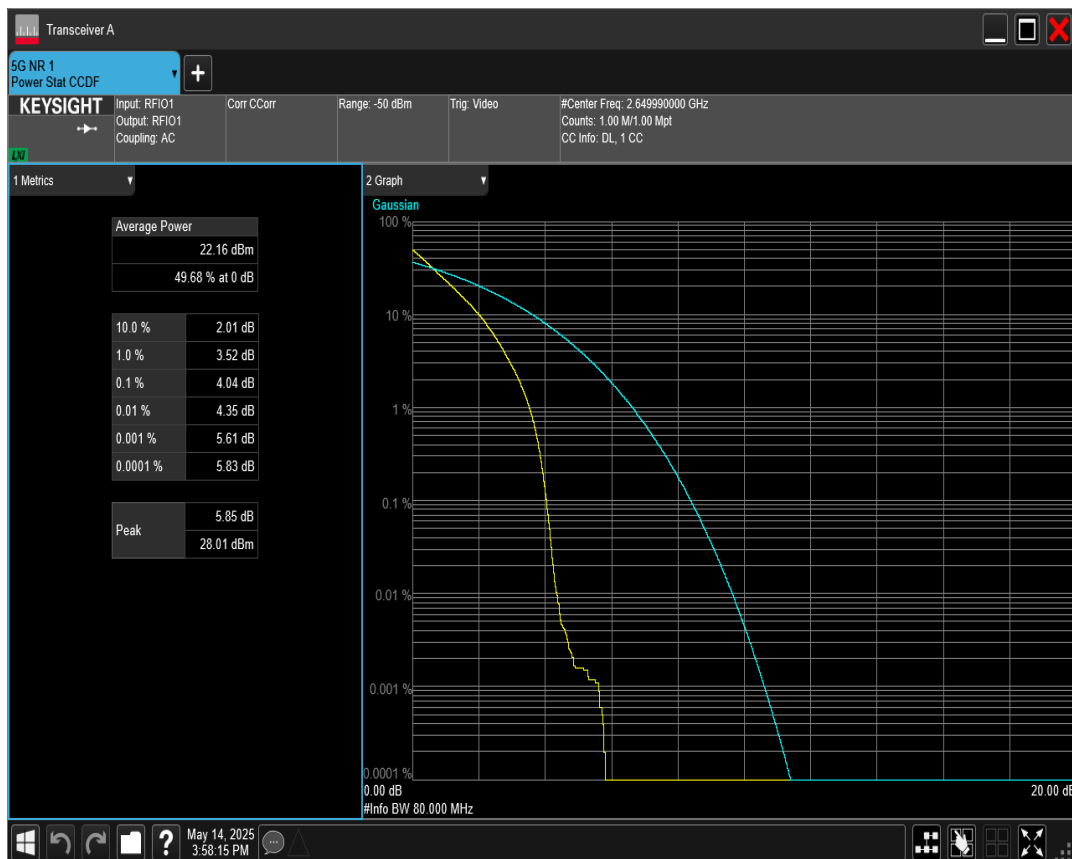 Transceiver A
5G NR 1
Power Stat CCDF
KEYSIGHT
LXI
Input: RFIO1
Output: RFIO1
Coupling: AC
Corr CCorr
Range: -50 dBm
Trig: Video
#Center Freq: 2.649990000 GHz
Counts: 1.00 M/1.00 Mpt
CC Info: DL, 1 CC
1 Metrics
Average Power
22.16 dBm
49.68 % at 0 dB
10.0 % 2.01 dB
1.0 % 3.52 dB
0.1 % 4.04 dB
0.01 % 4.35 dB
0.001 % 5.61 dB
0.0001 % 5.83 dB
Peak
5.85 dB
28.01 dBm
2 Graph
Gaussian
100 %
10 %
1 %
0.1 %
0.01 %
0.001 %
0.0001 %
0.00 dB 20.00 dB
#Info BW 80.000 MHz
?
May 14, 2025
3:58:15 PM